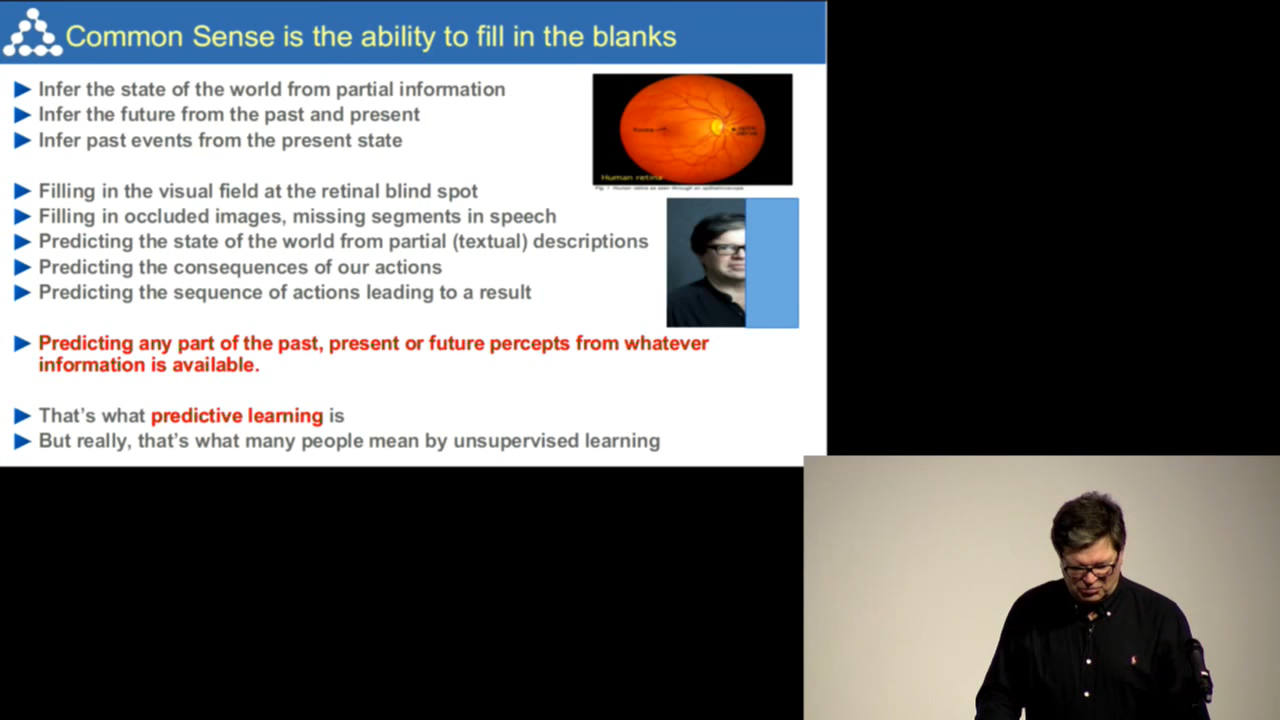 Common Sense is the ability to fill in the blanks
Infer the state of the world from partial information
Infer the future from the past and present
Infer past events from the present state
Filling in the visual field at the retinal blind spot
Filling in occluded images, missing segments in speech
Predicting the state of the world from partial (textual) descriptions
Predicting the consequences of our actions
Predicting the sequence of actions leading to a result
Predicting any part of the past, present or future percepts from whatever
information is available.
That's what predictive learning is
But really, that's what many people mean by unsupervised learning
Human retina